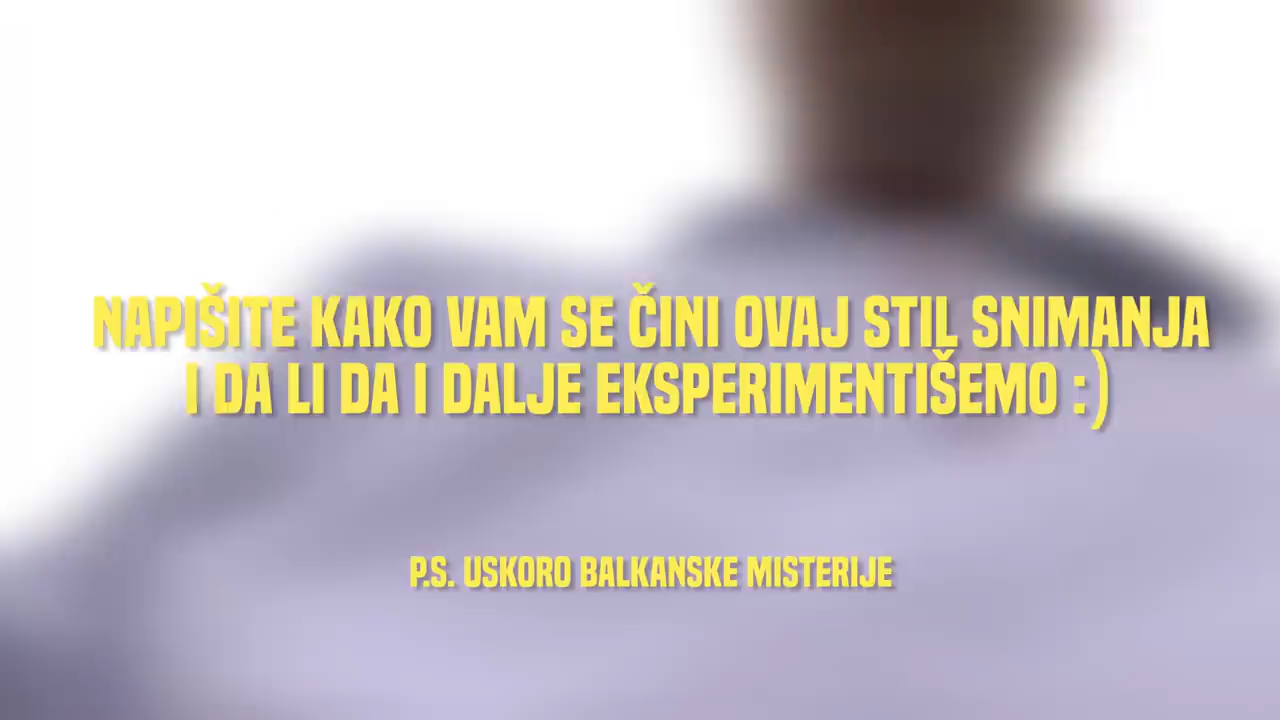 NAPIŠITE KAKO VAM SE ČINI OVAJ STIL SNIMANJA
I DA LI DA I DALJE EKSPERIMENTIŠEMO :)
P.S. USKORO BALKANSKE MISTERIJE